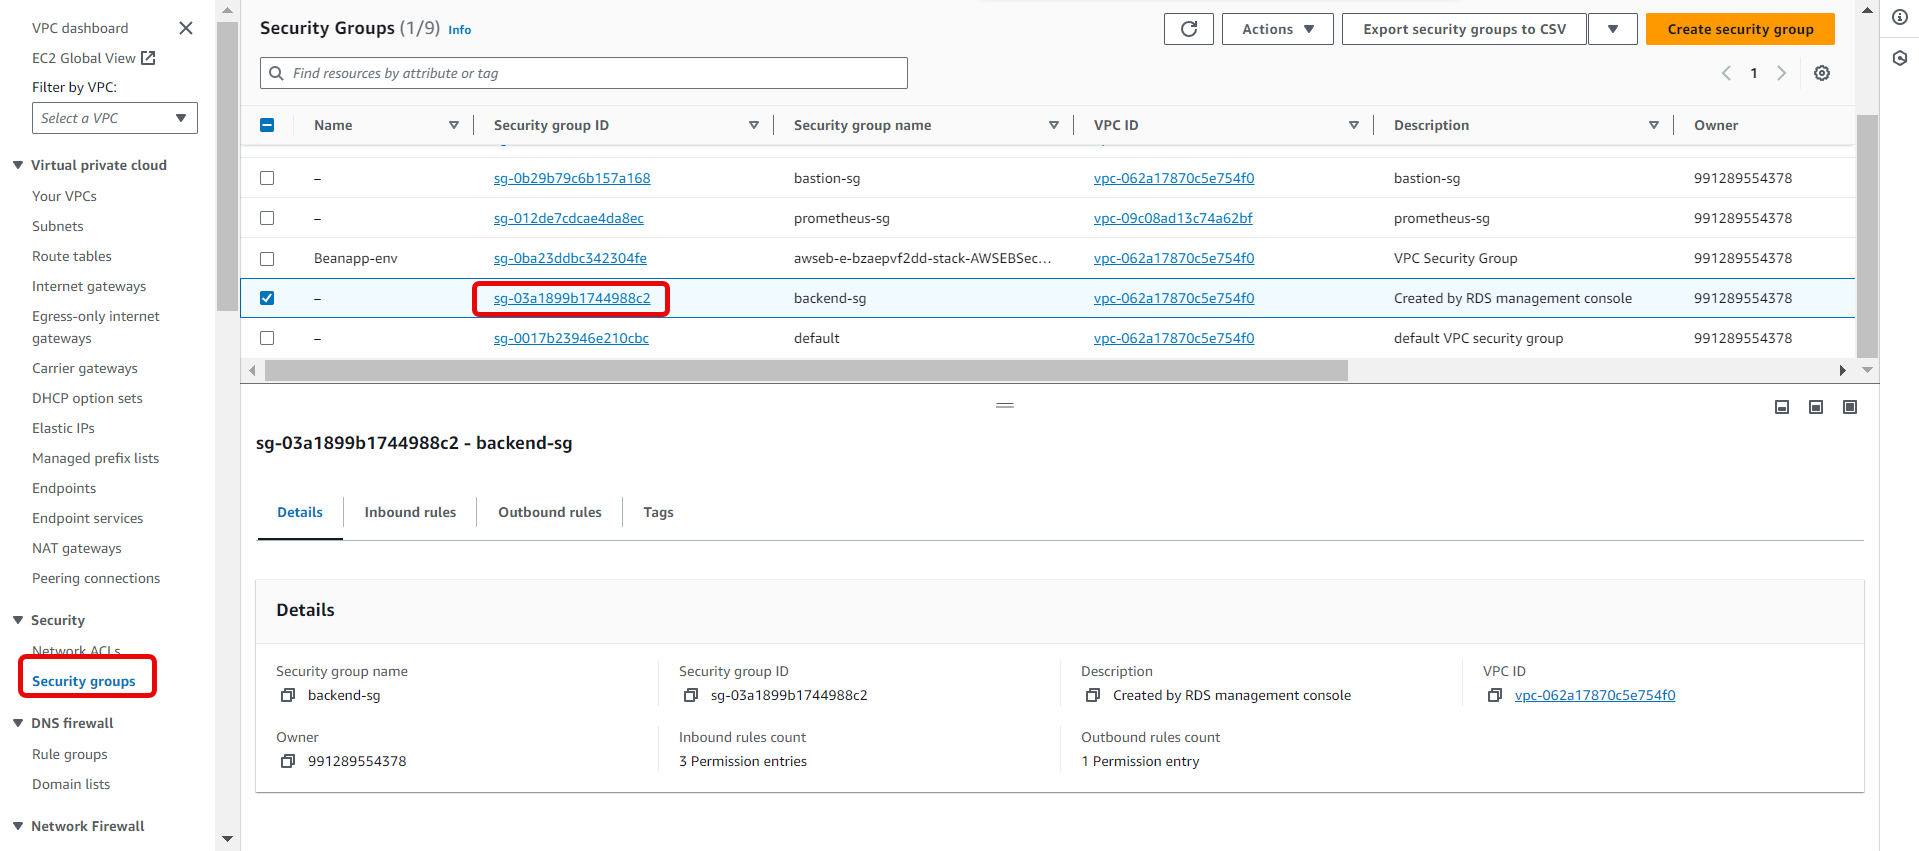 VPC dashboard
EC2 Global View
Filter by VPC:
Select a VPC
Virtual private cloud
Your VPCs
Subnets
Route tables
Internet gateways
Egress-only internet
gateways
Carrier gateways
DHCP option sets
Elastic IPs
Managed prefix lists
Endpoints
Endpoint services
NAT gateways
Peering connections
Security
Network ACLs
Security groups
DNS firewall
Rule groups
Domain lists
Network Firewall
Security Groups (1/9) Info
Actions
Export security groups to CSV
Create security group
Find resources by attribute or tag
1
Name Security group ID Security group name VPC ID Description Owner
– sg-0b29b79c6b157a168 bastion-sg vpc-062a17870c5e754f0 bastion-sg 991289554378
– sg-012de7cdcae4da8ec prometheus-sg vpc-09c08ad13c74a62bf prometheus-sg 991289554378
Beanapp-env sg-0ba23ddbc342304fe awseb-e-bzaepvf2dd-stack-AWSEBSec... vpc-062a17870c5e754f0 VPC Security Group 991289554378
– sg-03a1899b1744988c2 backend-sg vpc-062a17870c5e754f0 Created by RDS management console 991289554378
– sg-0017b23946e210cbc default vpc-062a17870c5e754f0 default VPC security group 991289554378
sg-03a1899b1744988c2 - backend-sg
Details Inbound rules Outbound rules Tags
Details
Security group name Security group ID Description VPC ID
backend-sg sg-03a1899b1744988c2 Created by RDS management console vpc-062a17870c5e754f0
Owner Inbound rules count Outbound rules count
991289554378 3 Permission entries 1 Permission entry